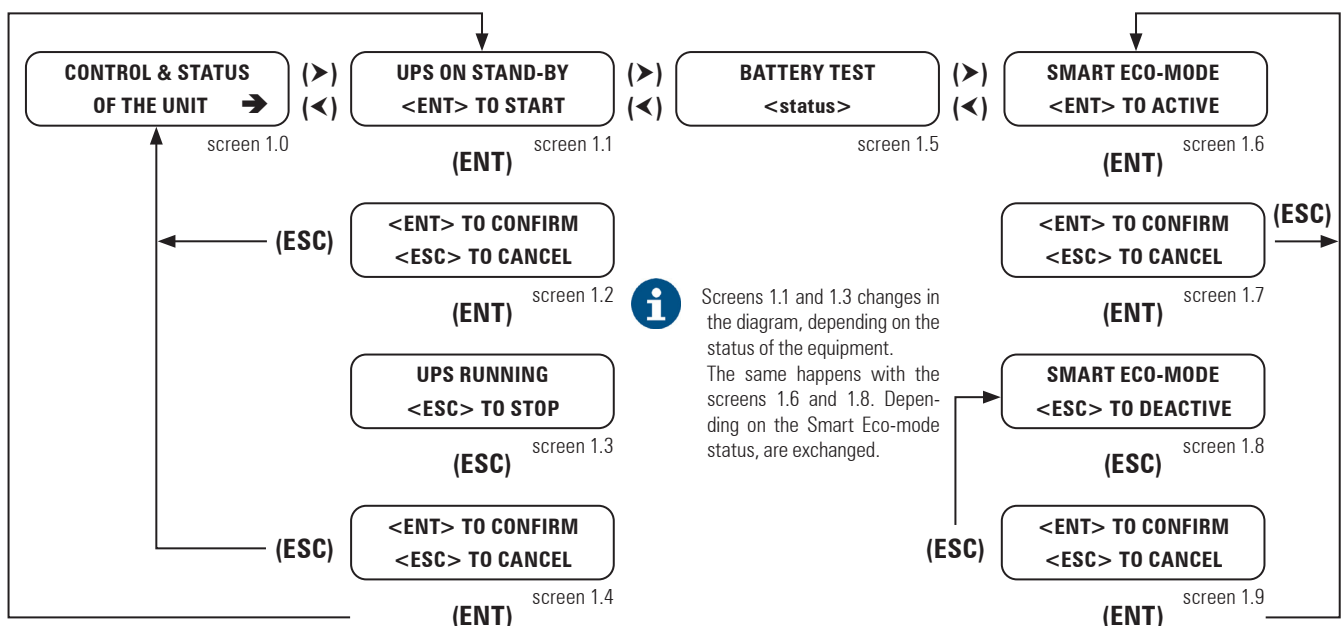 CONTROL & STATUS
OF THE UNIT ➔
screen 1.0
(>)
(<)
UPS ON STAND-BY
<ENT> TO START
screen 1.1
(>)
(<)
BATTERY TEST
<status>
screen 1.5
(>)
(<)
SMART ECO-MODE
<ENT> TO ACTIVE
screen 1.6
(ENT)
(ESC)
<ENT> TO CONFIRM
<ESC> TO CANCEL
screen 1.2
(ENT)
UPS RUNNING
<ESC> TO STOP
screen 1.3
(ESC)
(ESC)
<ENT> TO CONFIRM
<ESC> TO CANCEL
screen 1.4
(ENT)
i
Screens 1.1 and 1.3 changes in
the diagram, depending on the
status of the equipment.
The same happens with the
screens 1.6 and 1.8. Depen-
ding on the Smart Eco-mode
status, are exchanged.
(ENT)
<ENT> TO CONFIRM
<ESC> TO CANCEL
(ESC)
screen 1.7
(ENT)
SMART ECO-MODE
<ESC> TO DEACTIVE
screen 1.8
(ESC)
(ESC)
<ENT> TO CONFIRM
<ESC> TO CANCEL
screen 1.9
(ENT)